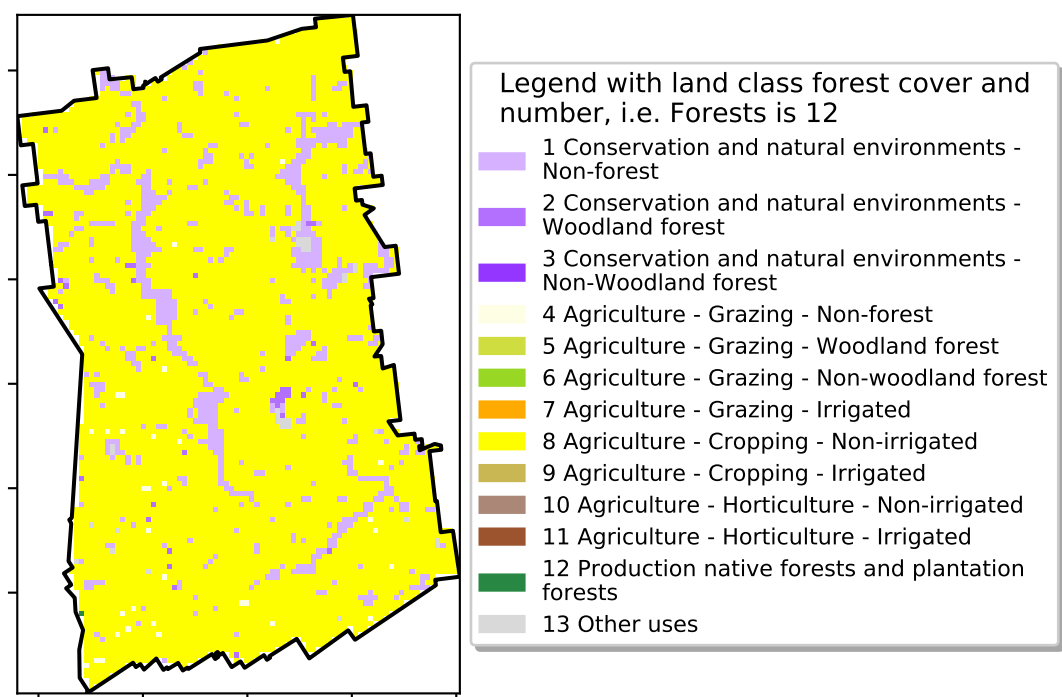 Legend with land class forest cover and
number, i.e. Forests is 12
1 Conservation and natural environments -
Non-forest
2 Conservation and natural environments -
Woodland forest
3 Conservation and natural environments -
Non-Woodland forest
4 Agriculture - Grazing - Non-forest
5 Agriculture - Grazing - Woodland forest
6 Agriculture - Grazing - Non-woodland forest
7 Agriculture - Grazing - Irrigated
8 Agriculture - Cropping - Non-irrigated
9 Agriculture - Cropping - Irrigated
10 Agriculture - Horticulture - Non-irrigated
11 Agriculture - Horticulture - Irrigated
12 Production native forests and plantation
forests
13 Other uses